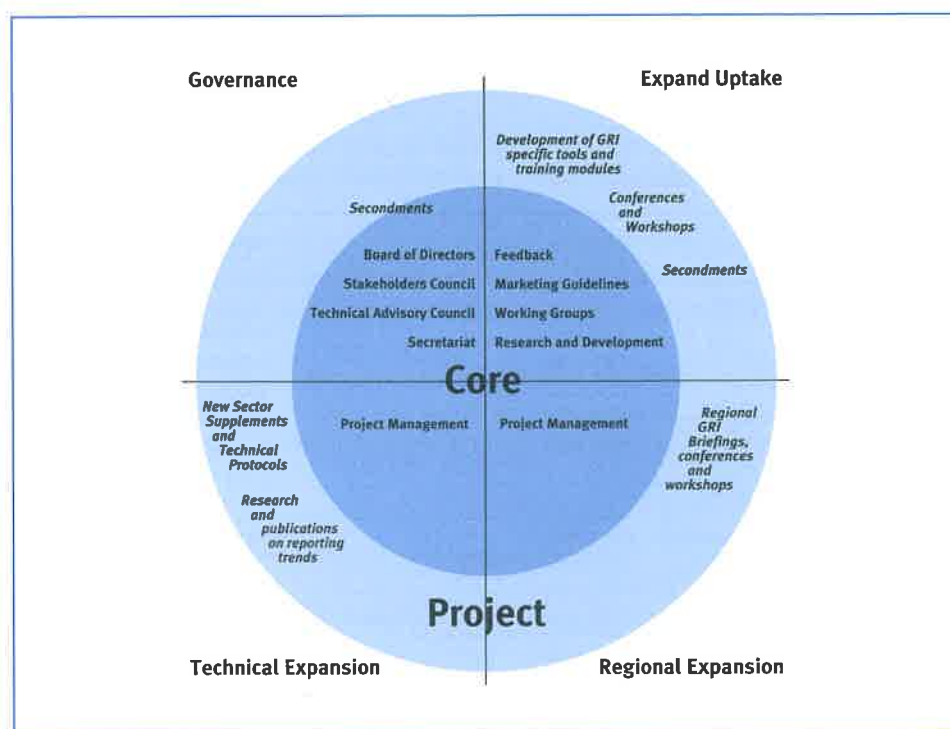 Governance
Expand Uptake
Development of GRI
specific tools and
training modules
Conferences
and
Workshops
Secondments
Secondments
Board of Directors
Stakeholders Council
Technical Advisory Council
Secretariat
Feedback
Marketing Guidelines
Working Groups
Research and Development
Core
New Sector
Supplements
and
Technical
Protocols
Research
and
publications
on reporting
trends
Project Management
Project Management
Regional
GRI
Briefings,
conferences
and
workshops
Project
Technical Expansion
Regional Expansion